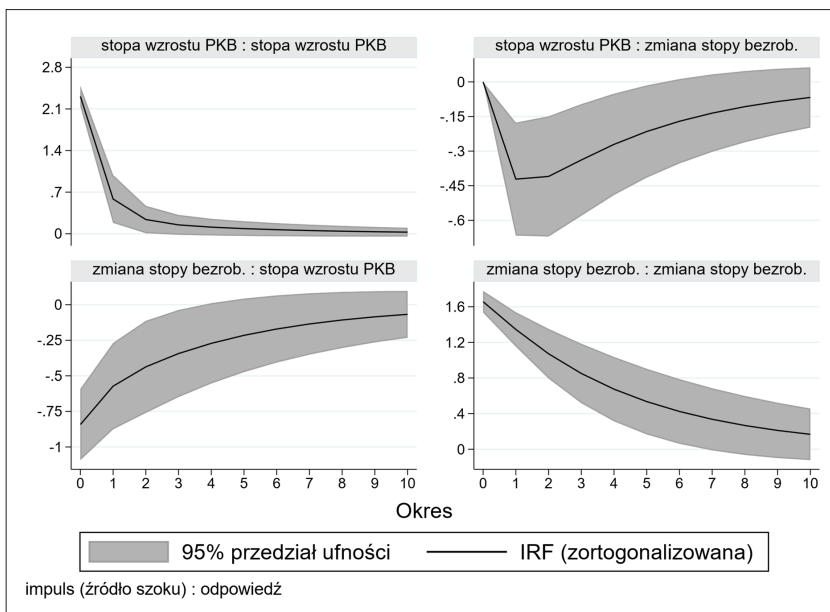 stopa wzrostu PKB : stopa wzrostu PKB
2.8
2.1
1.4
.7
0
stopa wzrostu PKB : zmiana stopy bezrob.
0
-.15
-.3
-.45
-.6
zmiana stopy bezrob. : stopa wzrostu PKB
0
-.25
-.5
-.75
-1
0 1 2 3 4 5 6 7 8 9 10
zmiana stopy bezrob. : zmiana stopy bezrob.
1.6
1.2
.8
.4
0
0 1 2 3 4 5 6 7 8 9 10
Okres
95% przedział ufności IRF (zortogonalizowana)
impuls (źródło szoku) : odpowiedź